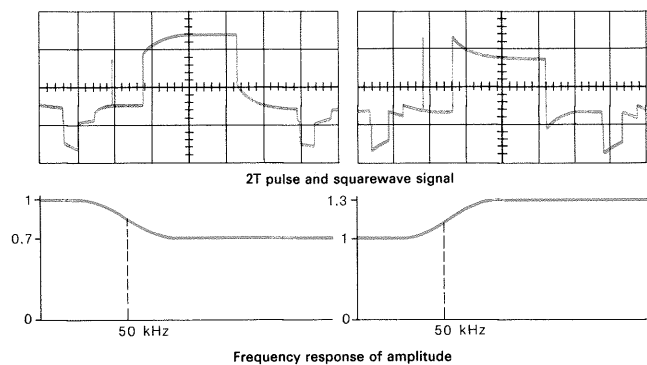 2T pulse and squarewave signal
1
0.7
0
50 kHz
1.3
1
0
50 kHz
Frequency response of amplitude